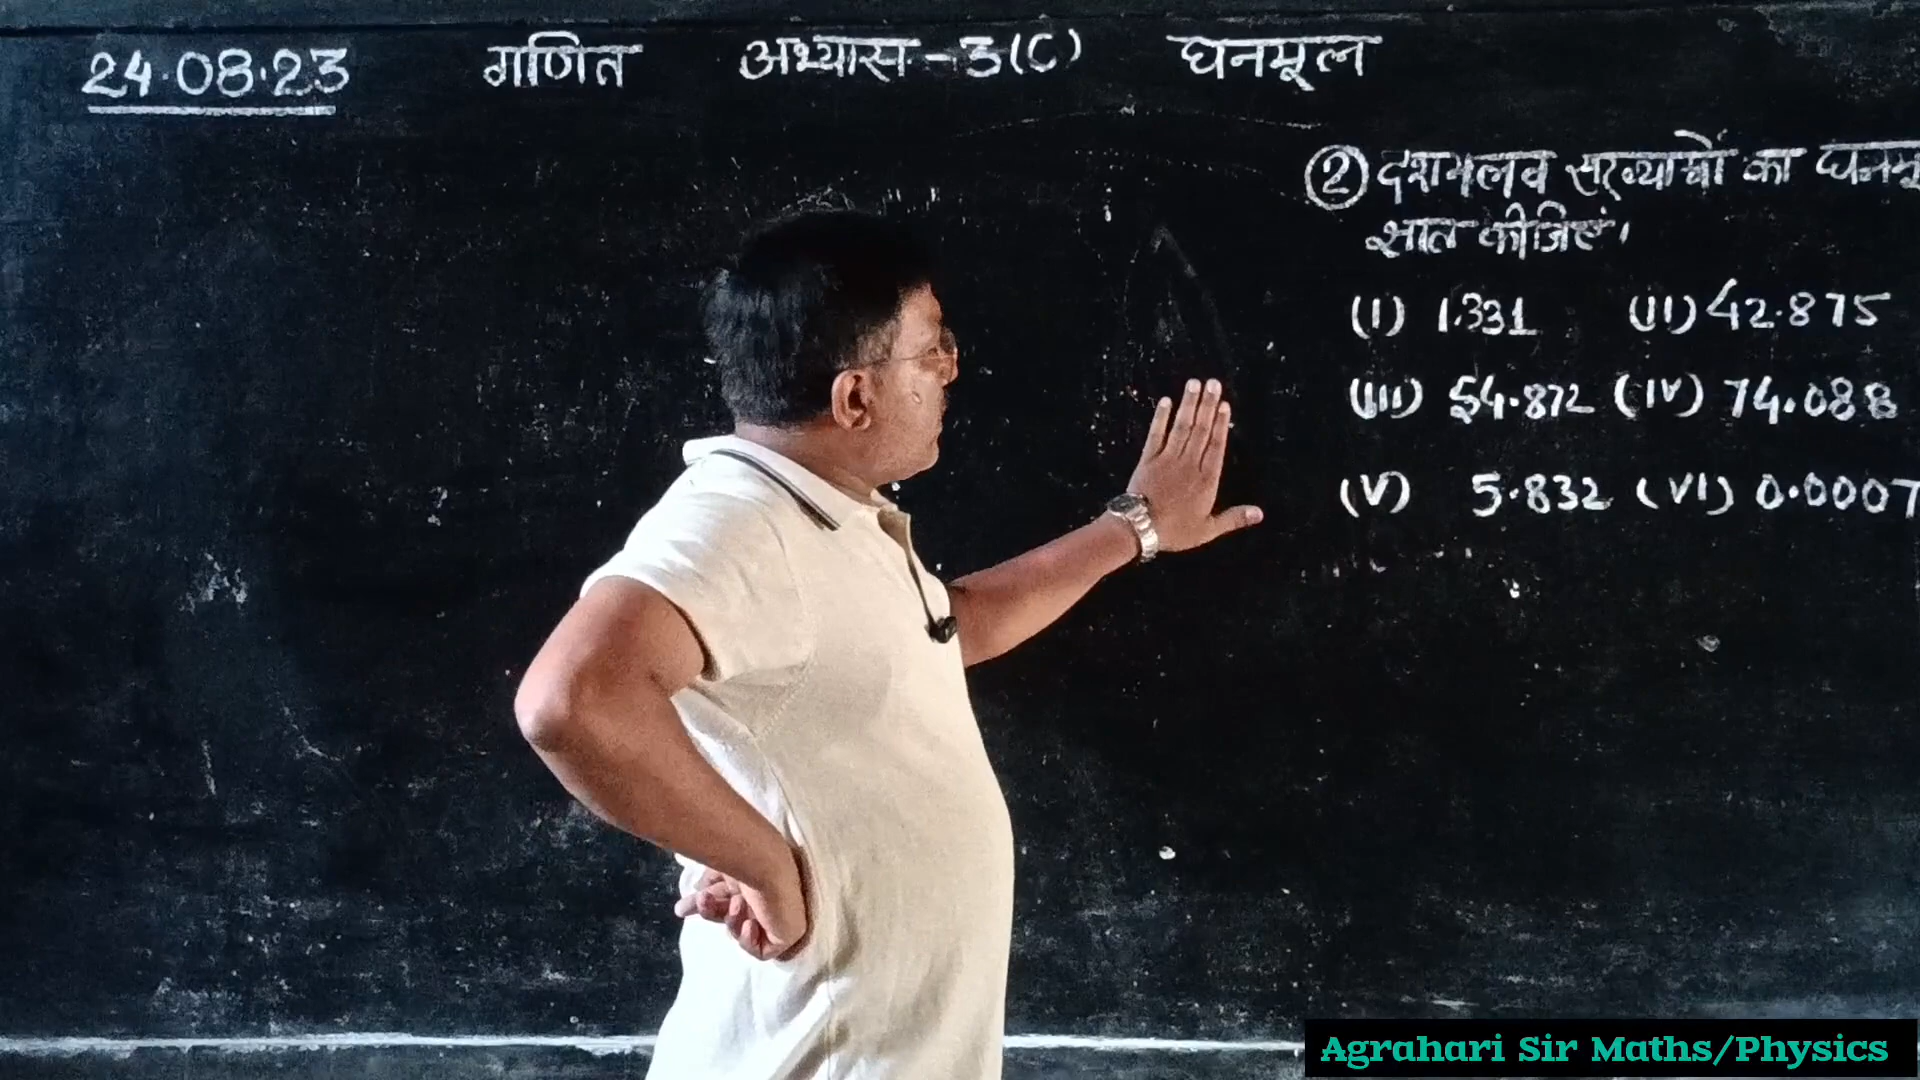 24.08.23 गणित अभ्यास-3(C) घनमूल
② दशमलव संख्याओं का घनमू
ज्ञात कीजिए।
(I) 1.331 (II) 42.875
(III) 54.872 (IV) 74.088
(V) 5.832 (VI) 0.0007
Agrahari Sir Maths/Physics